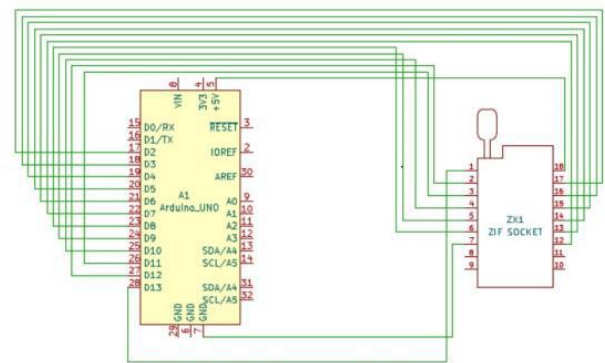 8 4 5
VIN 3V3 +5V
15 D0/RX RESET 3
16 D1/TX
17 D2 IOREF 2
18 D3
19 D4 AREF 30
20 D5
A1
Arduino_UNO
21 D6 A0 9
22 D7 A1 10
23 D8 A2 11
24 D9 A3 12
25 D10 SDA/A4 13
26 D11 SCL/A5 14
27 D12
28 D13 SDA/A4 31
SCL/A5 32
GND GND GND
29 6 7
1 18
2 17
3 16
4 15
5 14
6 13
7 12
8 11
9 10
ZX1
ZIF SOCKET